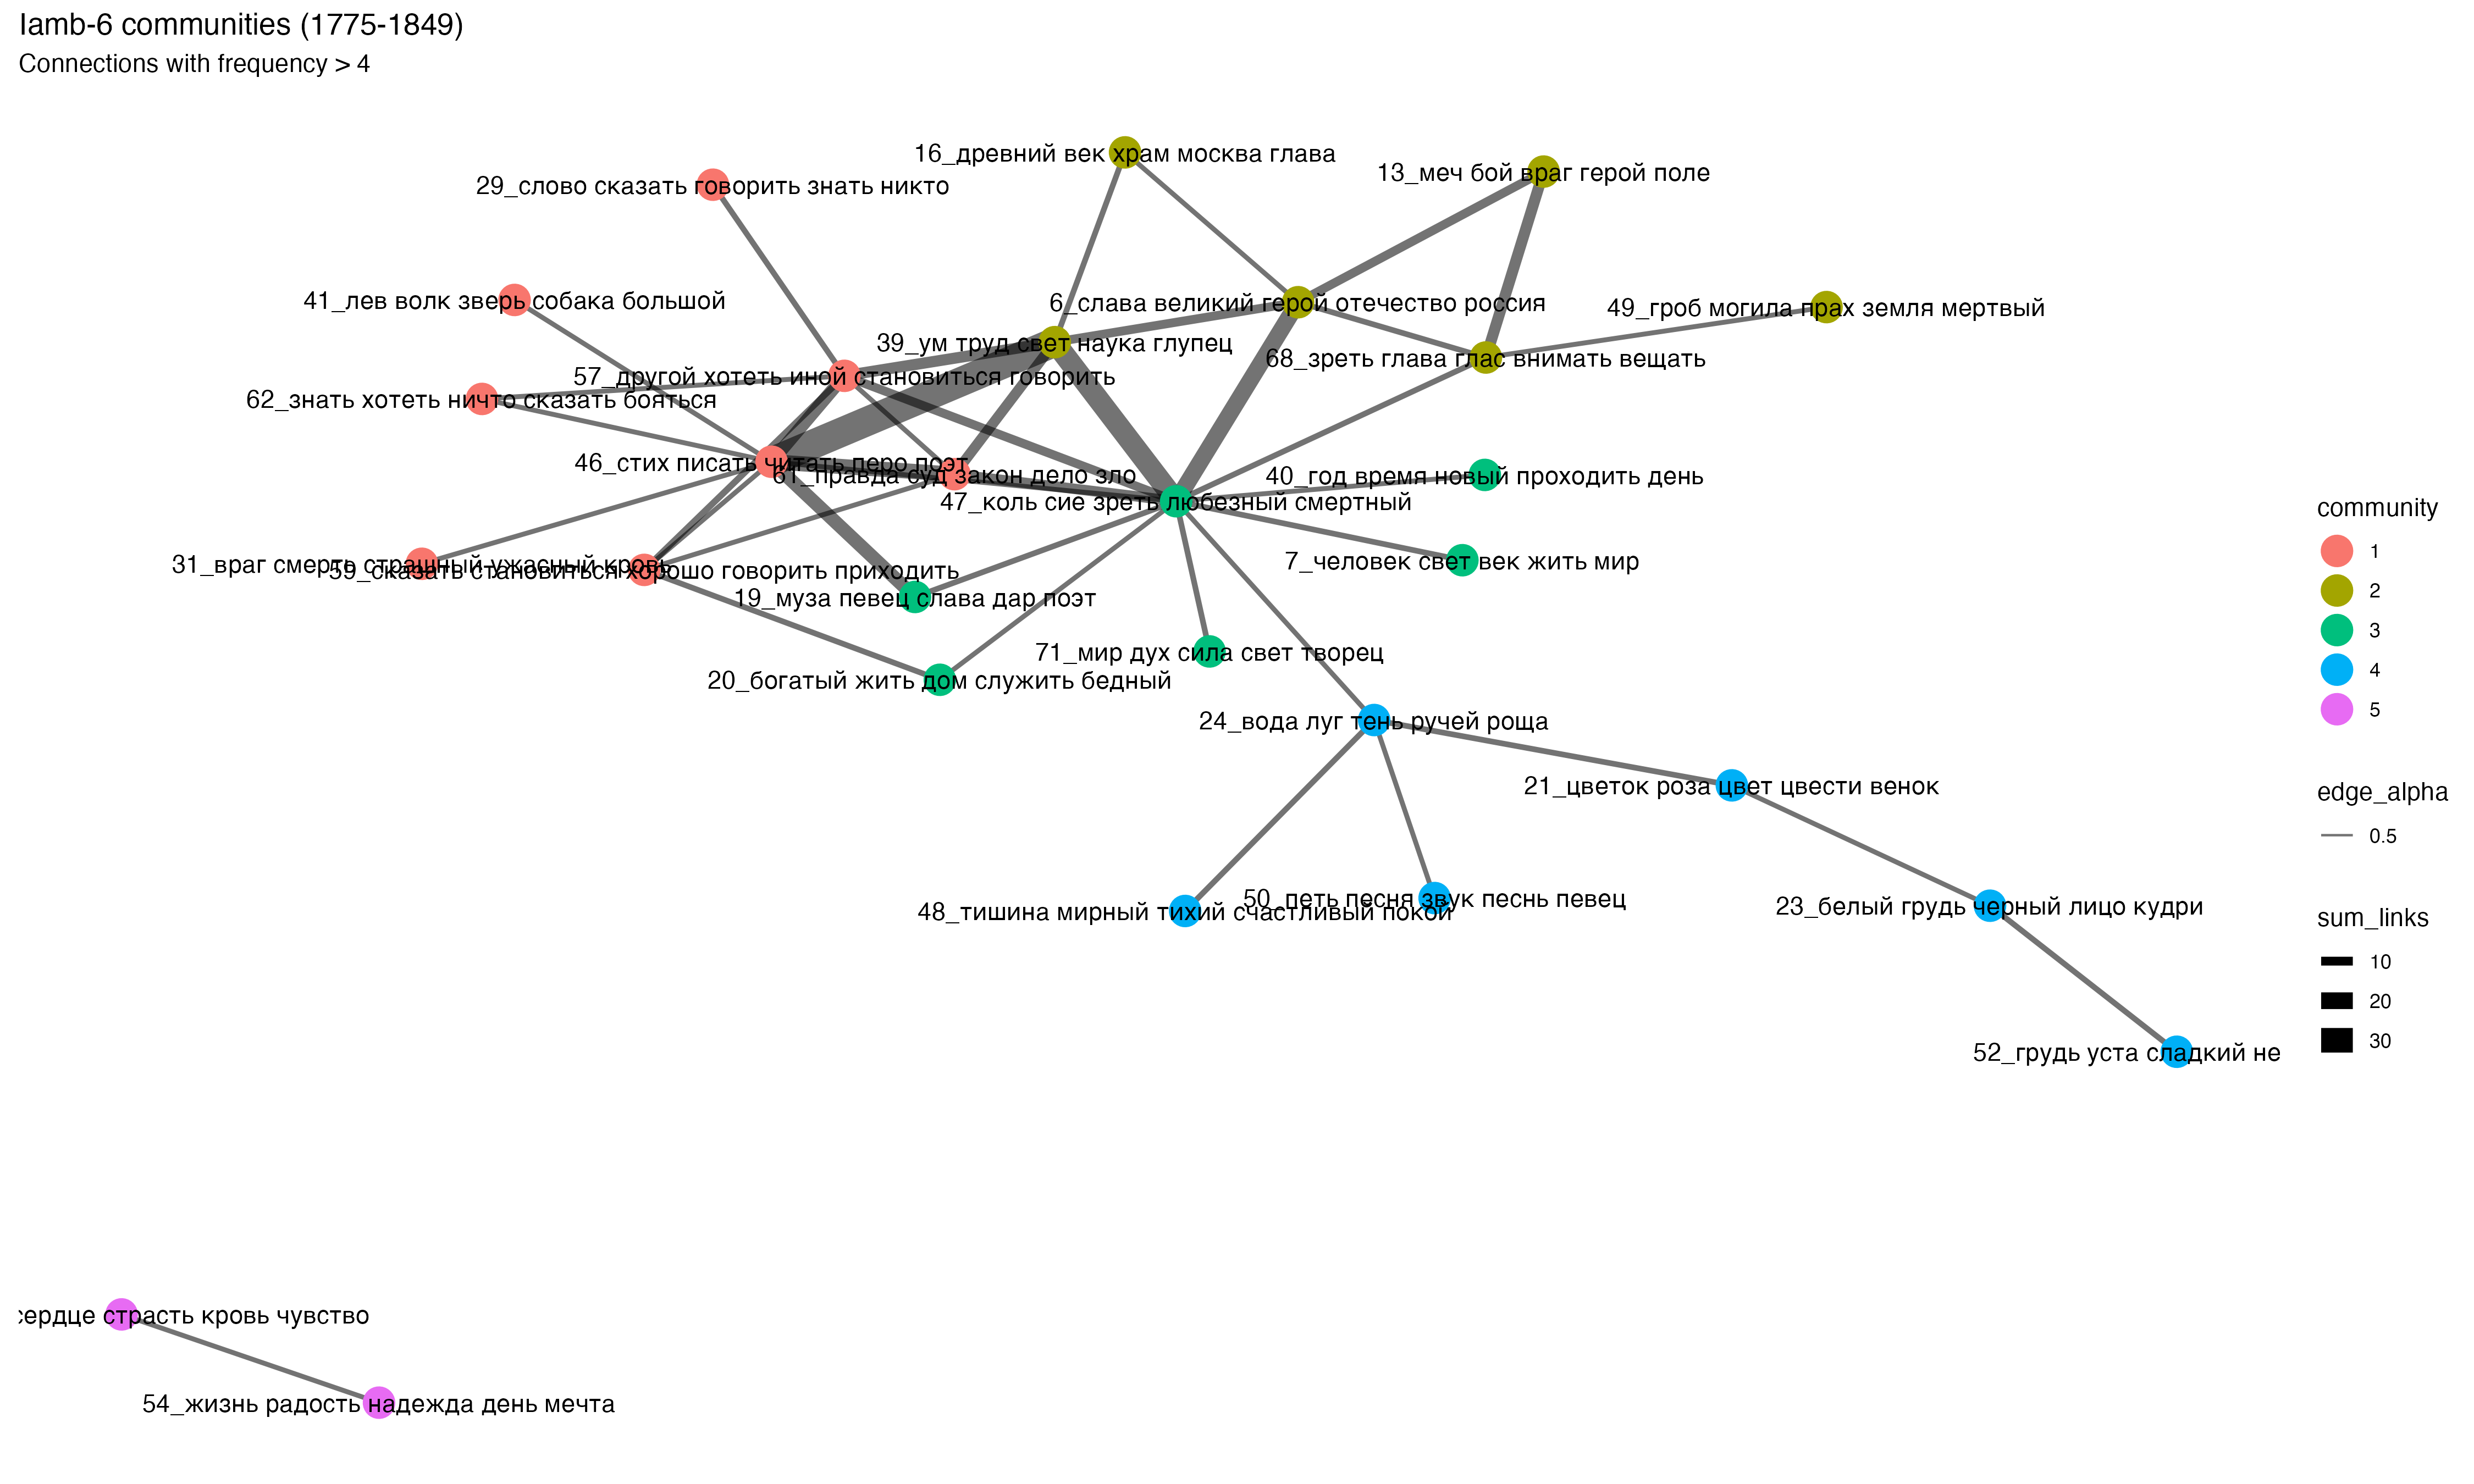 Iamb-6 communities (1775-1849)
Connections with frequency > 4
16_древний век храм москва глава
13_меч бой враг герой поле
29_слово сказать говорить знать никто
41_лев волк зверь собака большой
6_слава великий герой отечество россия
49_гроб могила прах земля мертвый
39_ум труд свет наука глупец
68_зреть глава глас внимать вещать
57_другой хотеть иной становиться говорить
62_знать хотеть ничто сказать бояться
46_стих писать читать перо поэт
61_правда суд закон дело зло
40_год время новый проходить день
47_коль сие зреть любезный смертный
7_человек свет век жить мир
31_враг смерть страшный ужасный кровь
59_сказать становиться хорошо говорить приходить
19_муза певец слава дар поэт
71_мир дух сила свет творец
20_богатый жить дом служить бедный
24_вода луг тень ручей роща
21_цветок роза цвет цвести венок
50_петь песня звук песнь певец
48_тишина мирный тихий счастливый покой
23_белый грудь черный лицо кудри
52_грудь уста сладкий не
сердце страсть кровь чувство
54_жизнь радость надежда день мечта
community
1
2
3
4
5
edge_alpha
0.5
sum_links
10
20
30